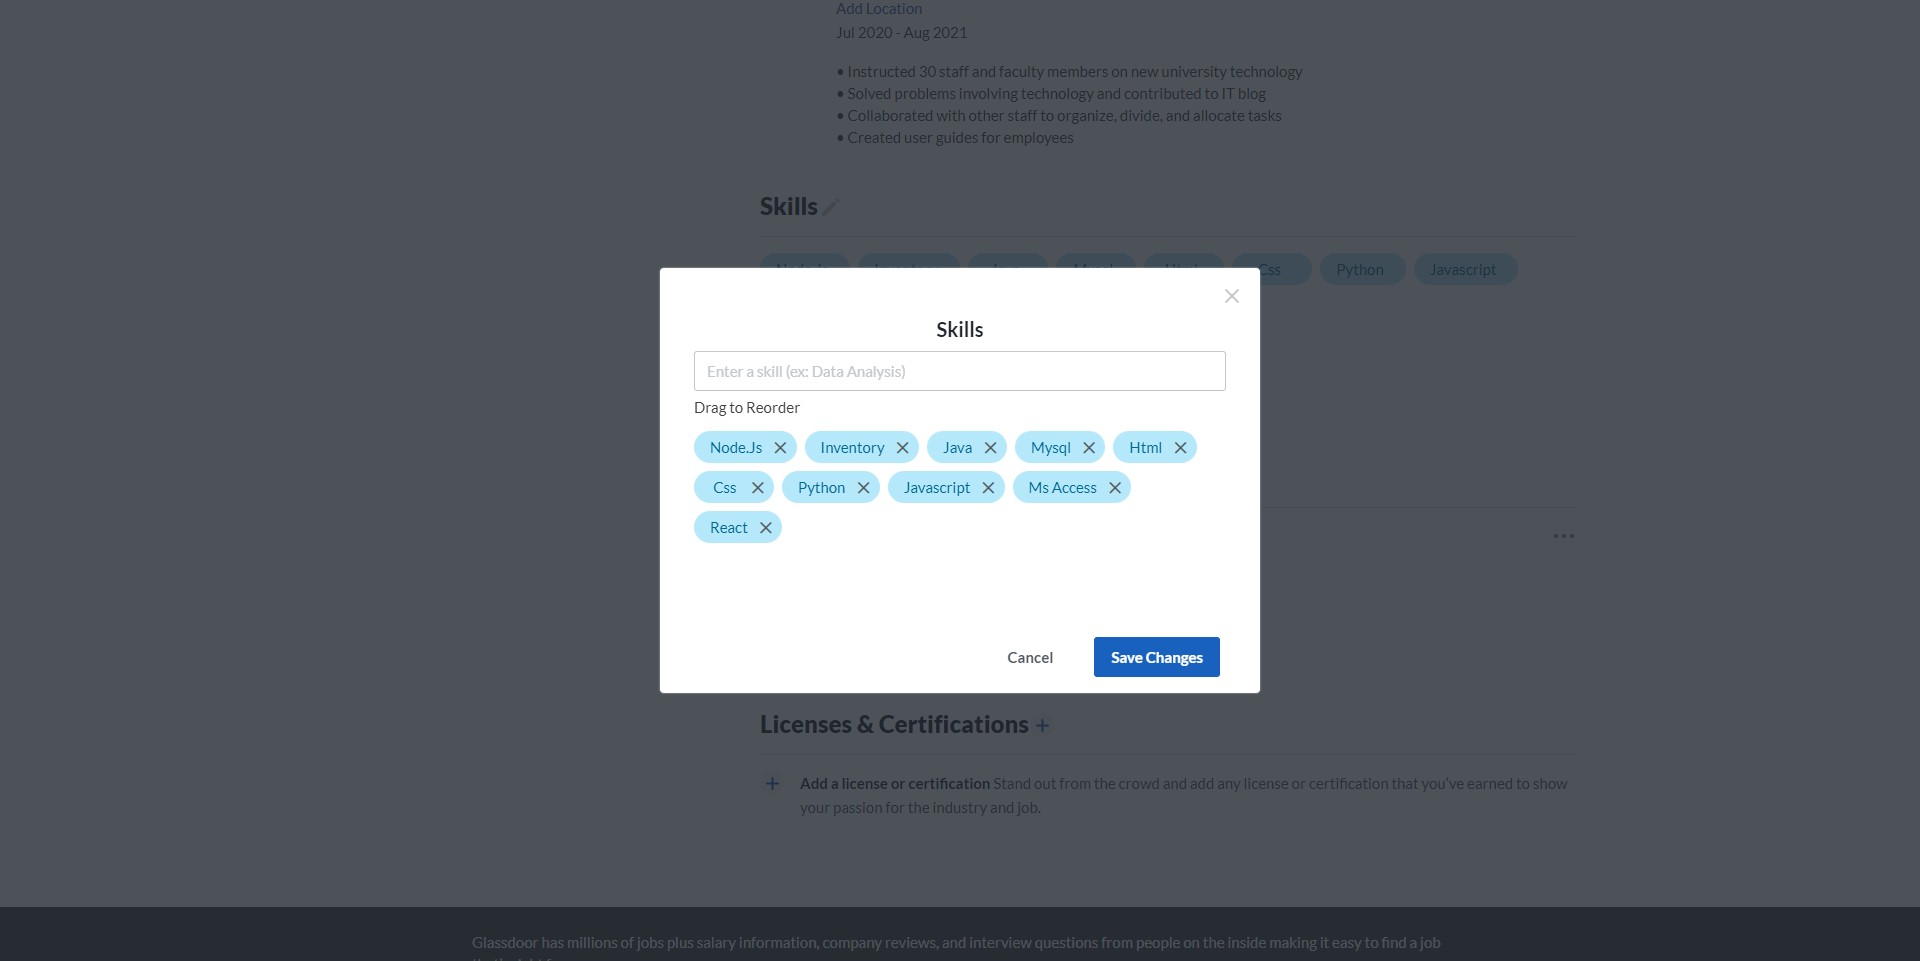 Add Location
Jul 2020 - Aug 2021
• Instructed 30 staff and faculty members on new university technology
• Solved problems involving technology and contributed to IT blog
• Collaborated with other staff to organize, divide, and allocate tasks
• Created user guides for employees
Skills
Css Python Javascript
Skills
Enter a skill (ex: Data Analysis)
Drag to Reorder
Node.Js Inventory Java Mysql Html
Css Python Javascript Ms Access
React
Cancel Save Changes
Licenses & Certifications
Add a license or certification Stand out from the crowd and add any license or certification that you've earned to show
your passion for the industry and job.
Glassdoor has millions of jobs plus salary information, company reviews, and interview questions from people on the inside making it easy to find a job